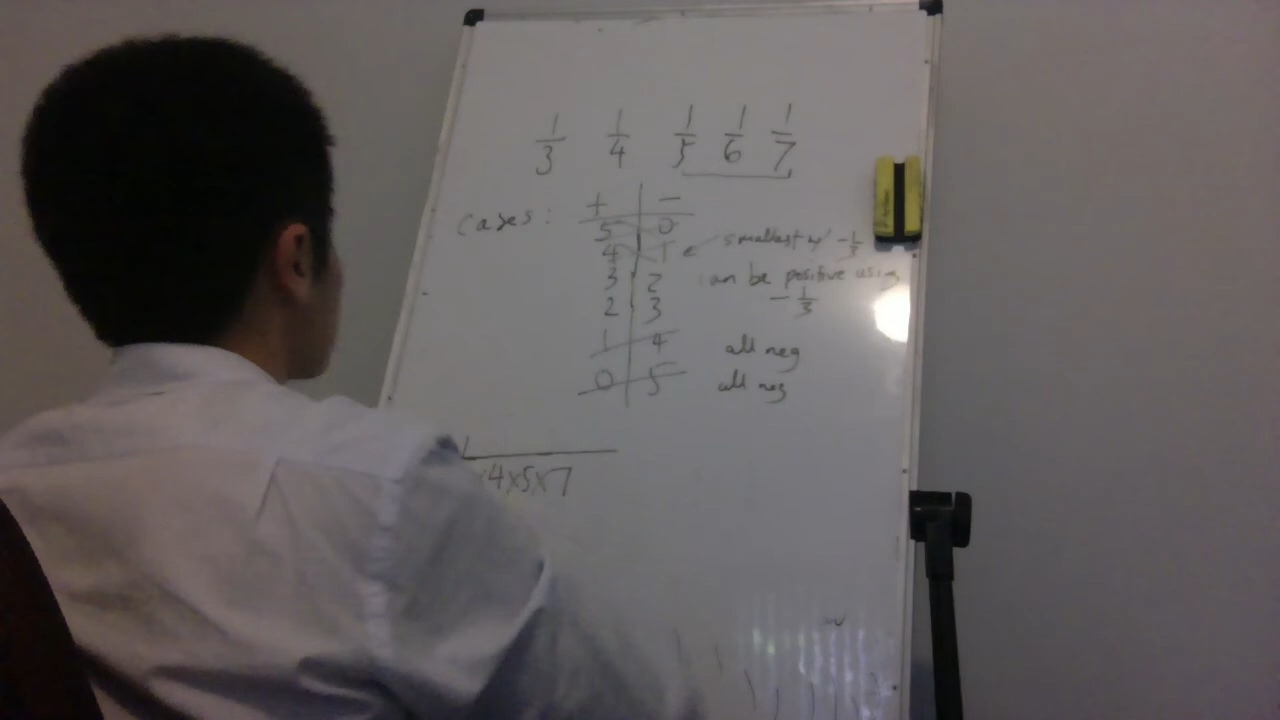 1/3 1/4 1/5 1/6 1/7
cases: + | -
5 | 0
4 | 1 smallest w/ -1/3
3 | 2 can be positive using
-1/3
2 | 3
1 | 4 all neg
0 | 5 all neg
×4×5×7